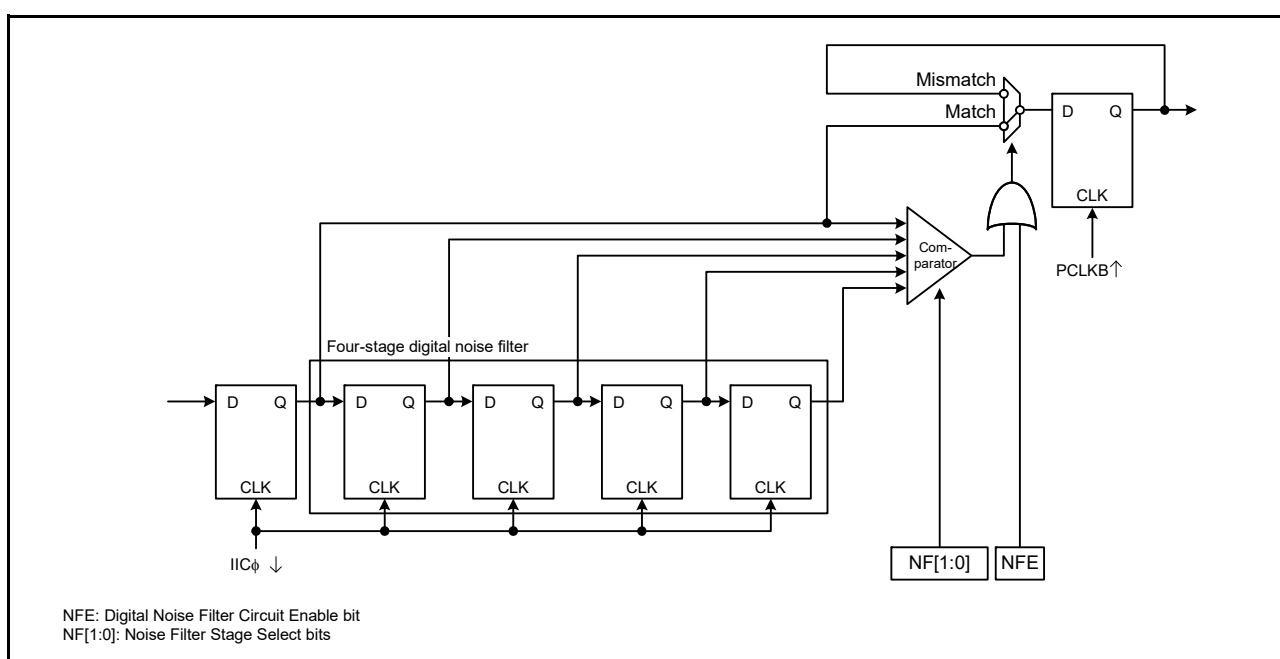 Mismatch
Match
D Q
CLK
PCLKB↑
Com-
parator
Four-stage digital noise filter
D Q D Q D Q D Q D Q
CLK CLK CLK CLK CLK
IICϕ ↓
NF[1:0] NFE
NFE: Digital Noise Filter Circuit Enable bit
NF[1:0]: Noise Filter Stage Select bits